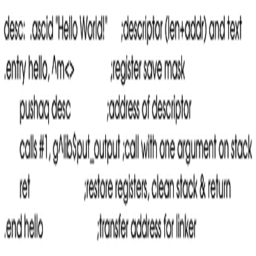 desc: .ascid "Hello World!" ;descriptor (len+addr) and text
.entry hello, ^m<> ;register save mask
pushaq desc ;address of descriptor
calls #1, g^lib$put_output ;call with one argument on stack
ret ;restore registers, clean stack & return
.end hello ;transfer address for linker